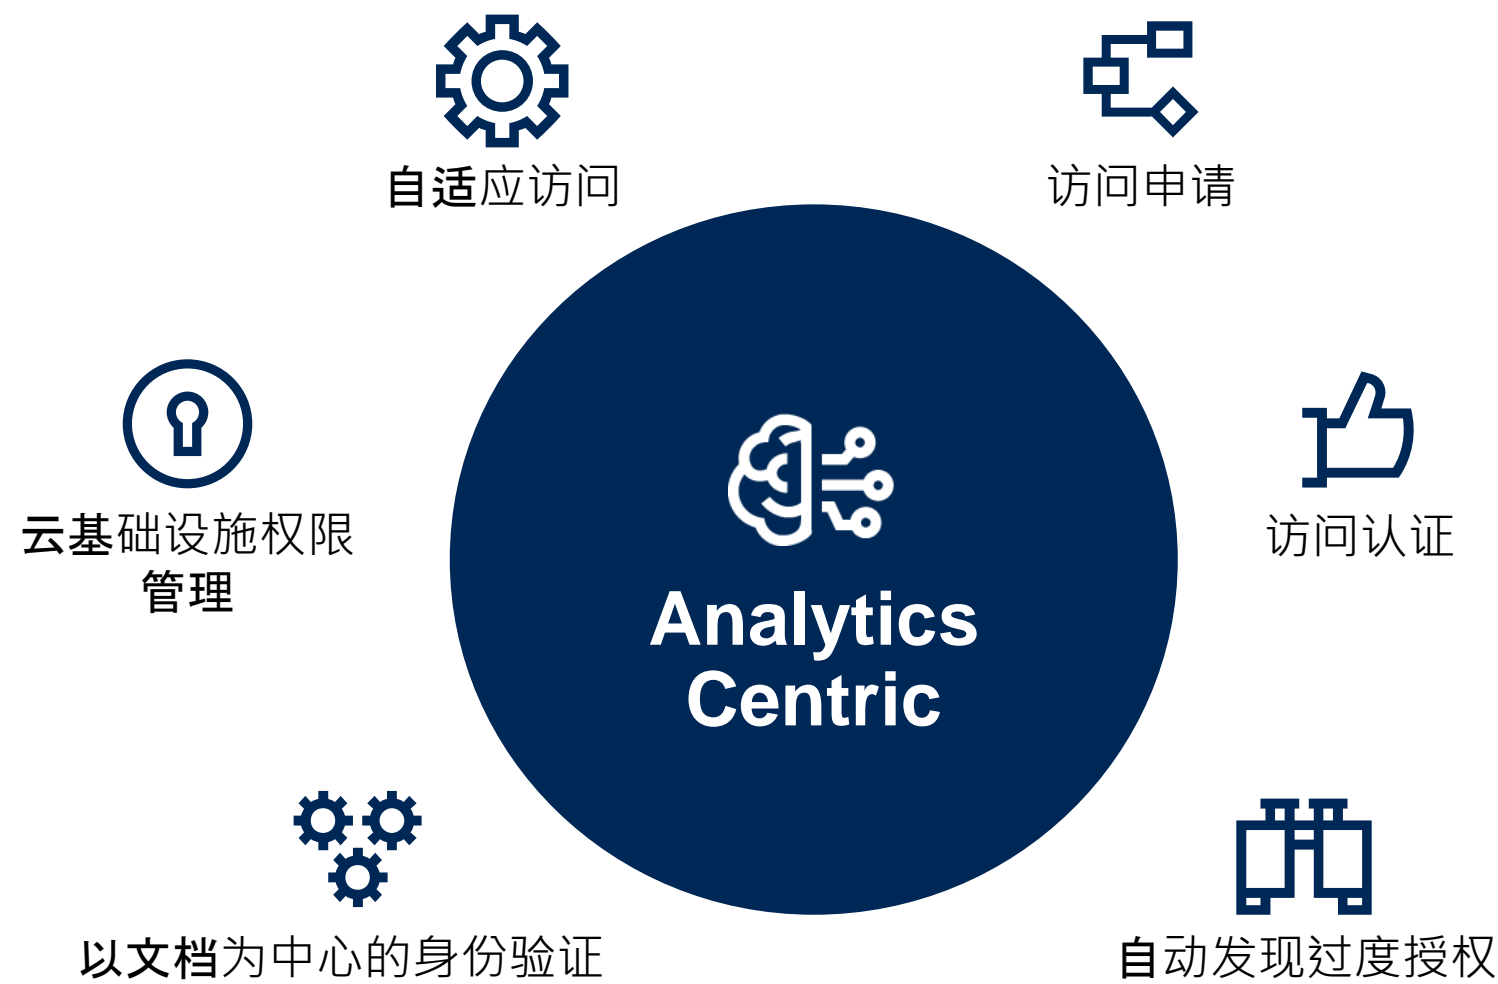 自适应访问
访问申请
云基础设施权限
管理
访问认证
Analytics
Centric
以文档为中心的身份验证
自动发现过度授权